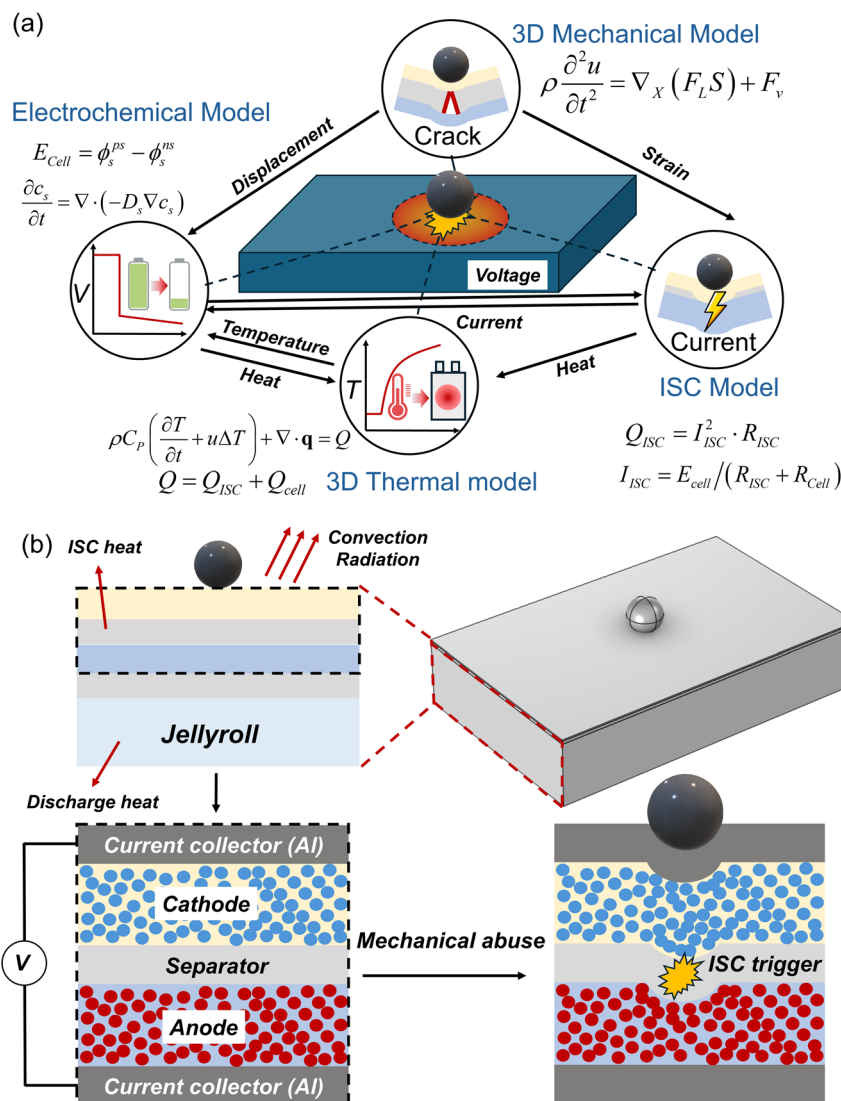 (a)
3D Mechanical Model
ρ ∂²u/∂t² = ∇_X (F_L S) + F_v
Electrochemical Model
E_Cell = ϕ_s^ps − ϕ_s^ns
∂c_s/∂t = ∇·(−D_s∇c_s)
Crack
Displacement
Strain
V
Voltage
Current
Temperature
Heat
T
Heat
Current
ISC Model
ρC_P (∂T/∂t + uΔT) + ∇·q = Q
Q = Q_ISC + Q_cell
3D Thermal model
Q_ISC = I_ISC^2 · R_ISC
I_ISC = E_cell/(R_ISC + R_Cell)
(b)
ISC heat
Convection
Radiation
Jellyroll
Discharge heat
Current collector (Al)
Cathode
Separator
Anode
Current collector (Al)
V
Mechanical abuse
ISC trigger